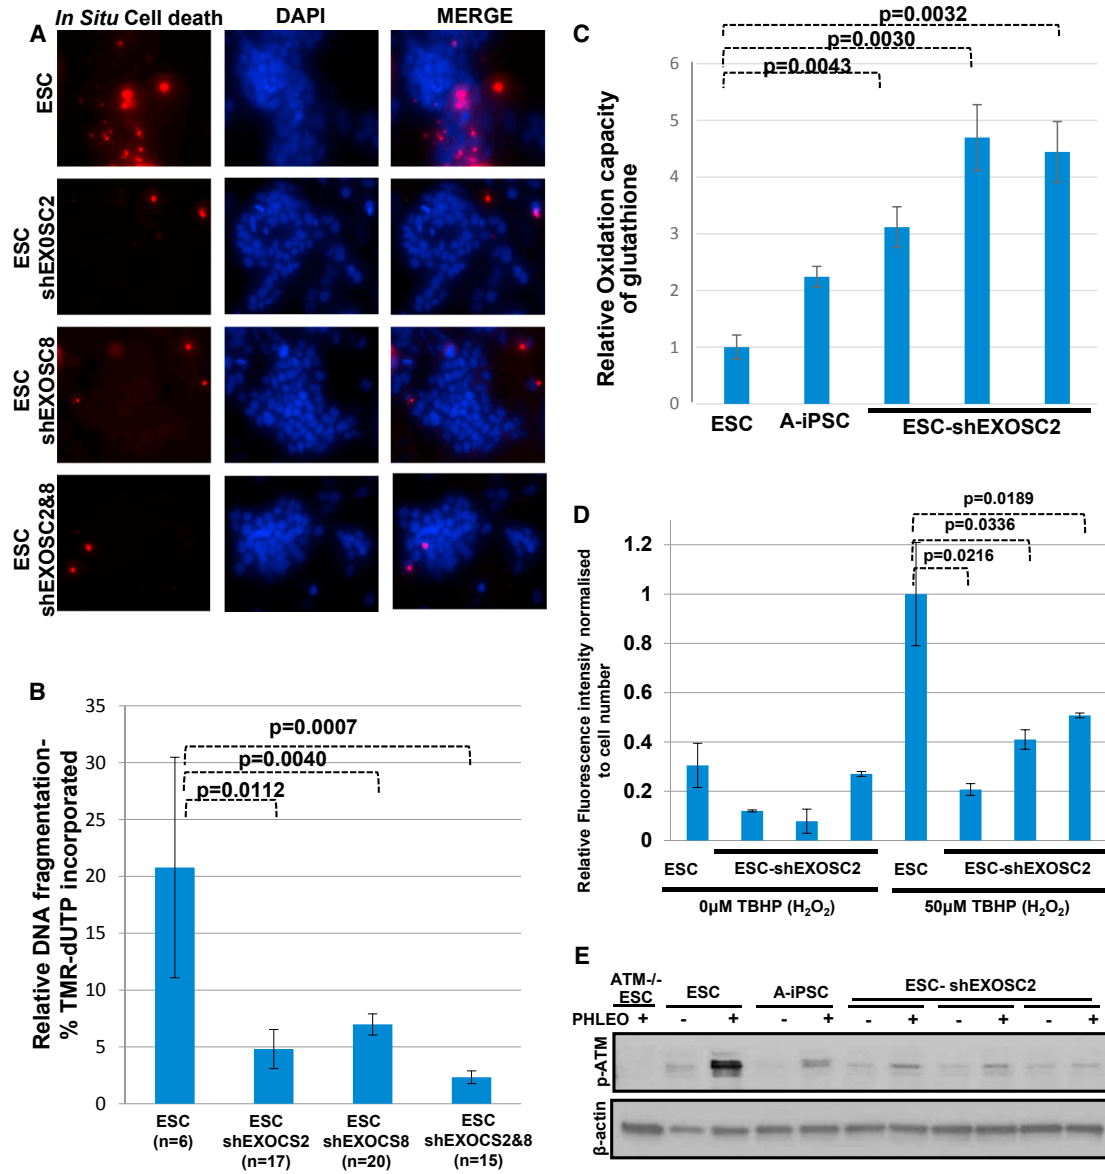 A
In Situ Cell death
DAPI
MERGE
ESC
ESC
shEX0SC2
ESC
shEXOSC8
ESC
shEXOSC2&8
B
Relative DNA fragmentation-
% TMR-dUTP incorporated
35
30
25
20
15
10
5
0
p=0.0007
p=0.0040
p=0.0112
ESC
(n=6)
ESC
shEXOCS2
(n=17)
ESC
shEXOCS8
(n=20)
ESC
shEXOCS2&8
(n=15)
C
Relative Oxidation capacity
of glutathione
6
5
4
3
2
1
0
p=0.0032
p=0.0030
p=0.0043
ESC
A-iPSC
ESC-shEXOSC2
D
Relative Fluorescence intensity normalised
to cell number
1.2
1
0.8
0.6
0.4
0.2
0
p=0.0189
p=0.0336
p=0.0216
ESC
ESC-shEXOSC2
ESC
ESC-shEXOSC2
0µM TBHP (H₂O₂)
50µM TBHP (H₂O₂)
E
ATM-/-
ESC
ESC
A-iPSC
ESC- shEXOSC2
PHLEO + - + - + - + - + - +
p-ATM
β-actin